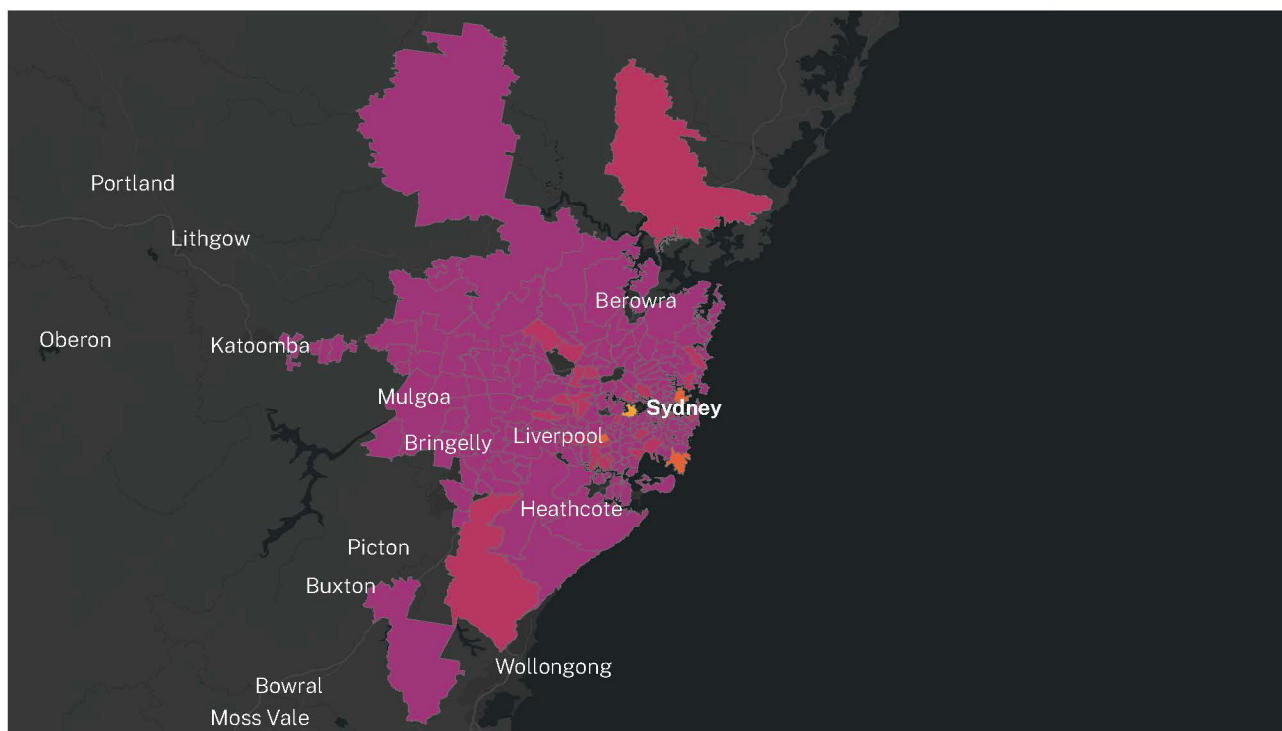 Portland
Lithgow
Berowra
Oberon
Katoomba
Mulgoa
Sydney
Liverpool
Bringelly
Heathcote
Picton
Buxton
Wollongong
Bowral
Moss Vale